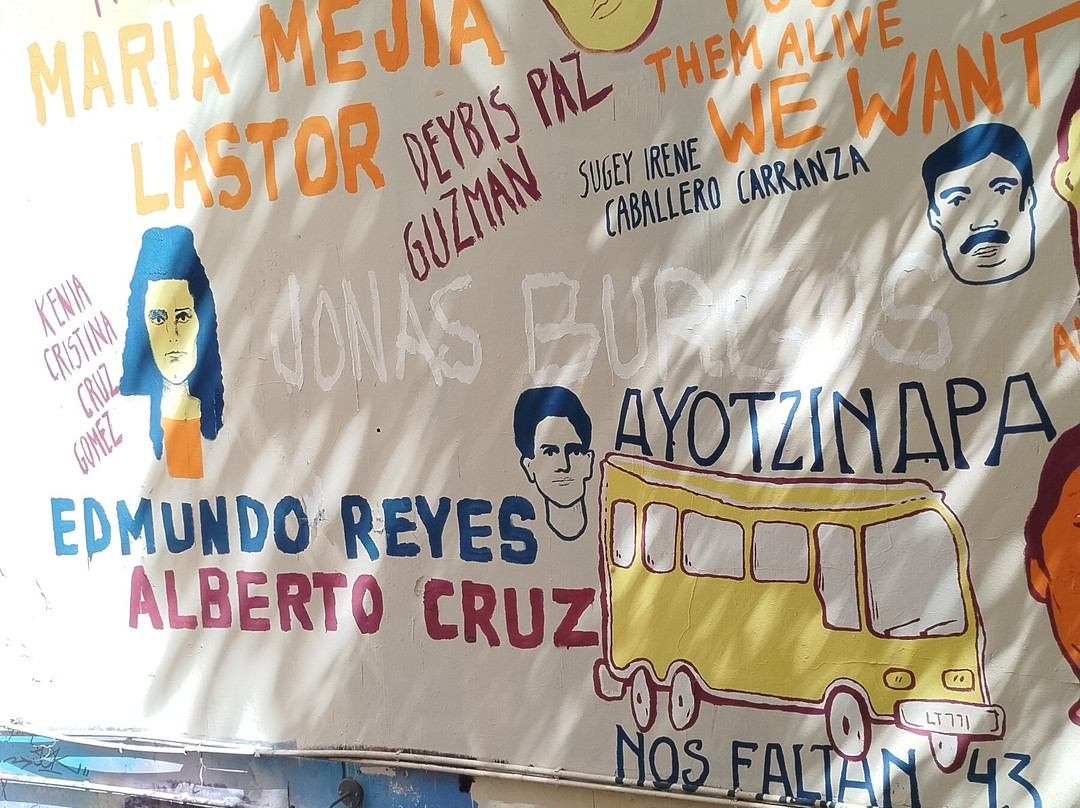 MARIA MEJIA
LASTOR
DEYBIS PAZ
GUZMAN
THEM ALIVE
WE WANT
SUGEY IRENE
CABALLERO CARRANZA
KENIA
CRISTINA
CRUZ
GOMEZ
JONAS BURGOS
AYOTZINAPA
EDMUNDO REYES
ALBERTO CRUZ
LT771
NOS FALTAN 43